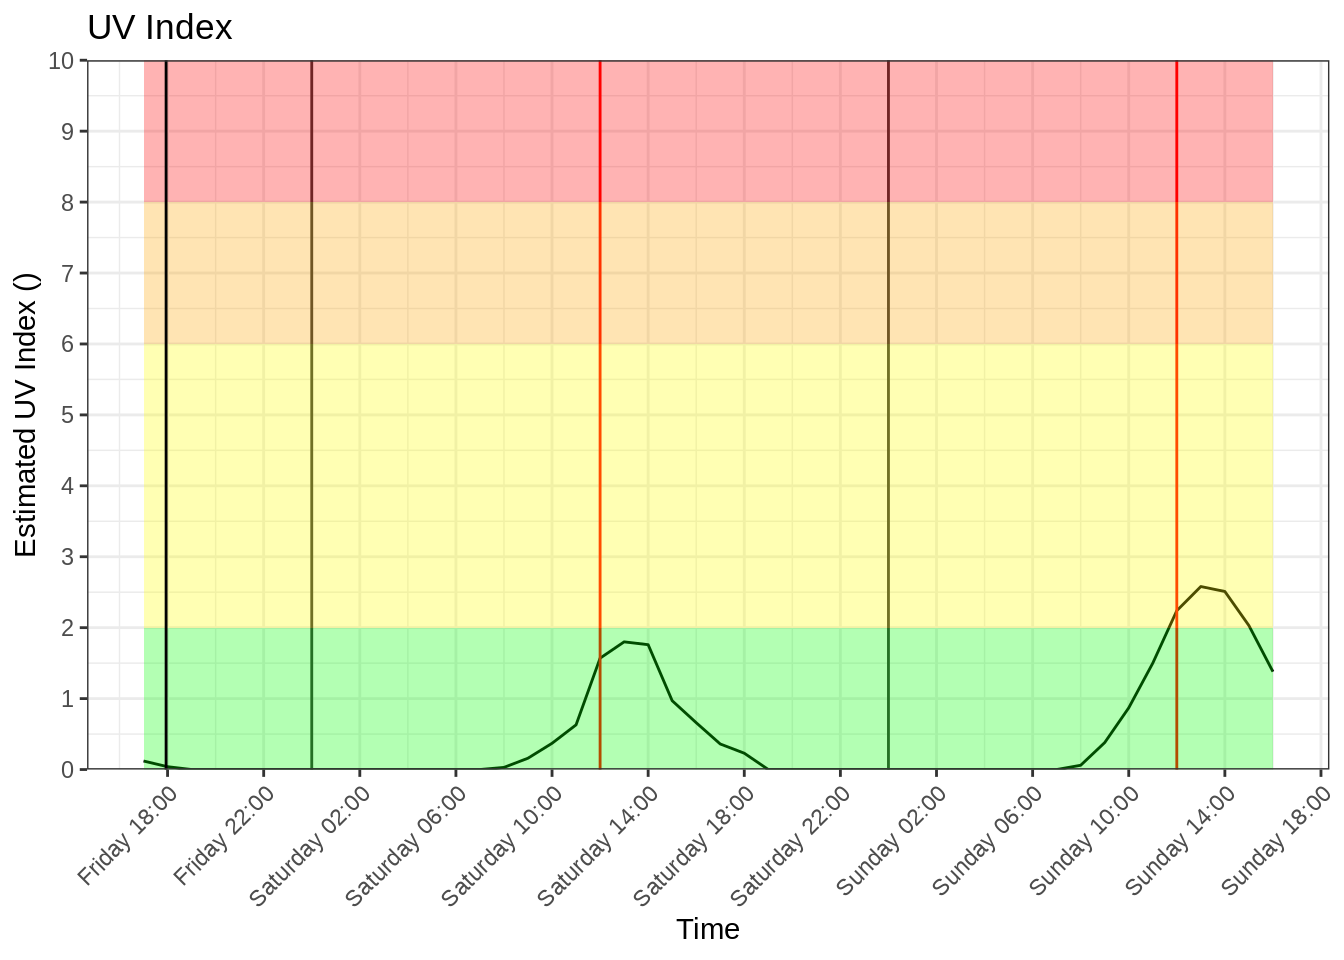 UV Index
Estimated UV Index ()
10
9
8
7
6
5
4
3
2
1
0
Friday 18:00
Friday 22:00
Saturday 02:00
Saturday 06:00
Saturday 10:00
Saturday 14:00
Saturday 18:00
Saturday 22:00
Sunday 02:00
Sunday 06:00
Sunday 10:00
Sunday 14:00
Sunday 18:00
Time